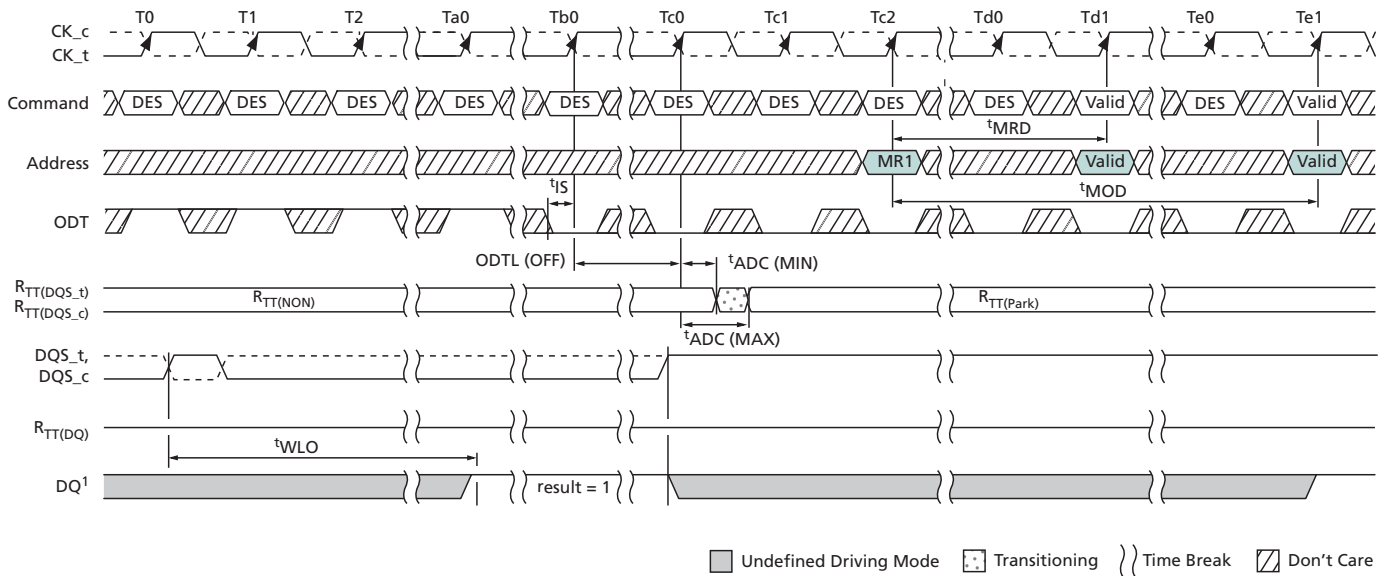 T0 T1 T2 Ta0 Tb0 Tc0 Tc1 Tc2 Td0 Td1 Te0 Te1
CK_c
CK_t
Command DES DES DES DES DES DES DES DES DES Valid DES Valid
tMRD
Address MR1 Valid Valid
tIS tMOD
ODT
ODTL (OFF) tADC (MIN)
RTT(DQS_t)
RTT(DQS_c)
RTT(NON) RTT(Park)
tADC (MAX)
DQS_t,
DQS_c
RTT(DQ)
tWLO
DQ1 result = 1
Undefined Driving Mode Transitioning Time Break Don't Care